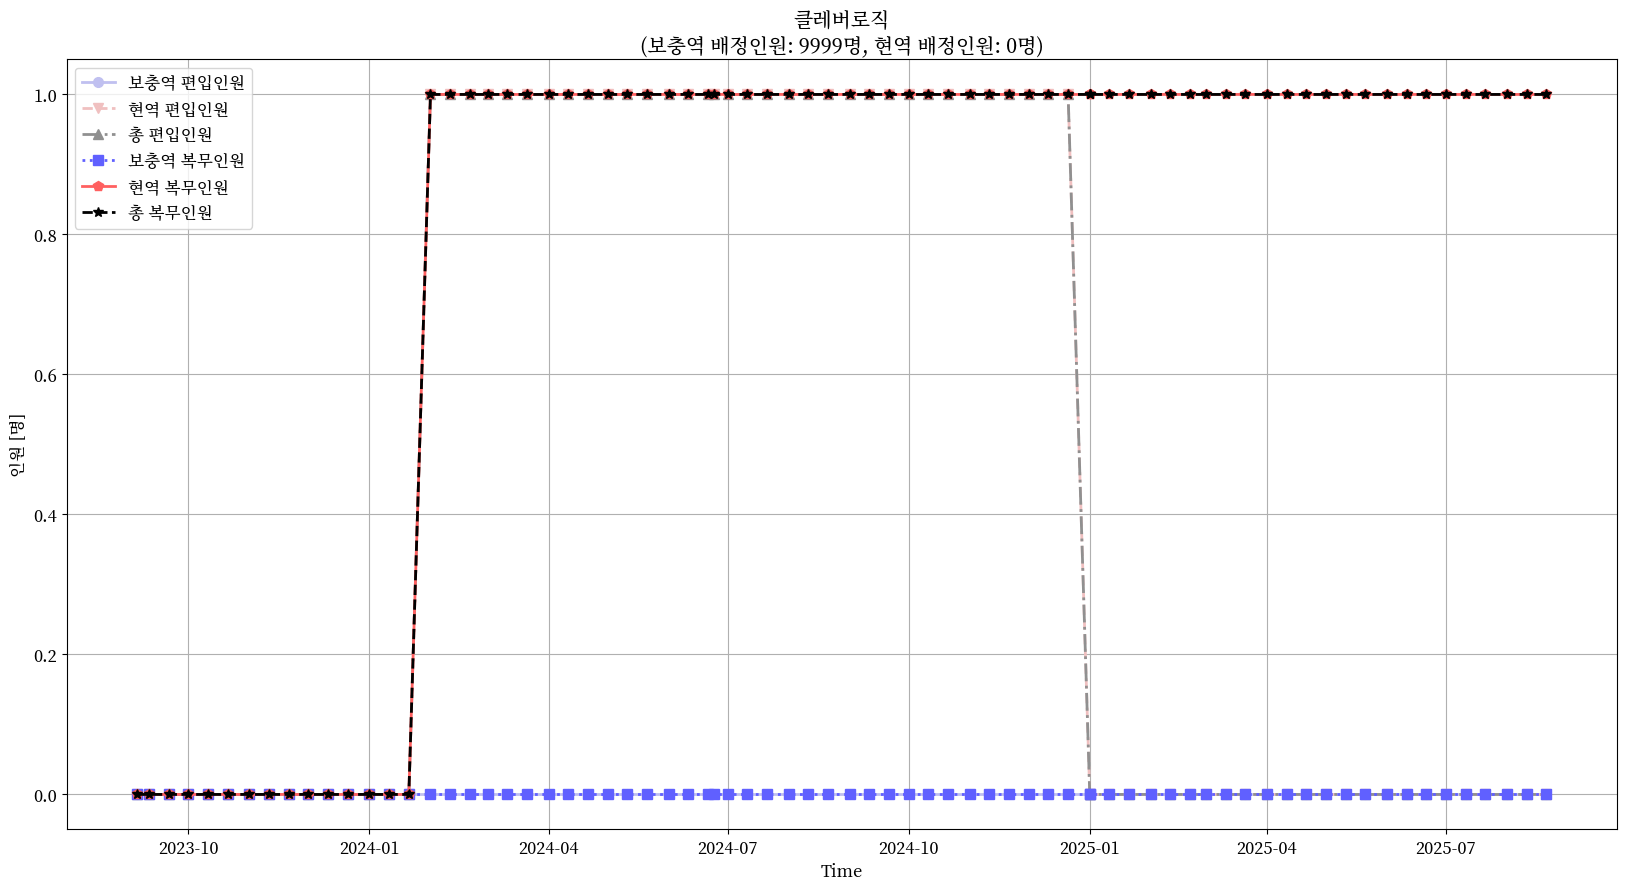 클레버로직
(보충역 배정인원: 9999명, 현역 배정인원: 0명)
보충역 편입인원
현역 편입인원
총 편입인원
보충역 복무인원
현역 복무인원
총 복무인원
인원 [명]
1.0
0.8
0.6
0.4
0.2
0.0
2023-10
2024-01
2024-04
2024-07
2024-10
2025-01
2025-04
2025-07
Time